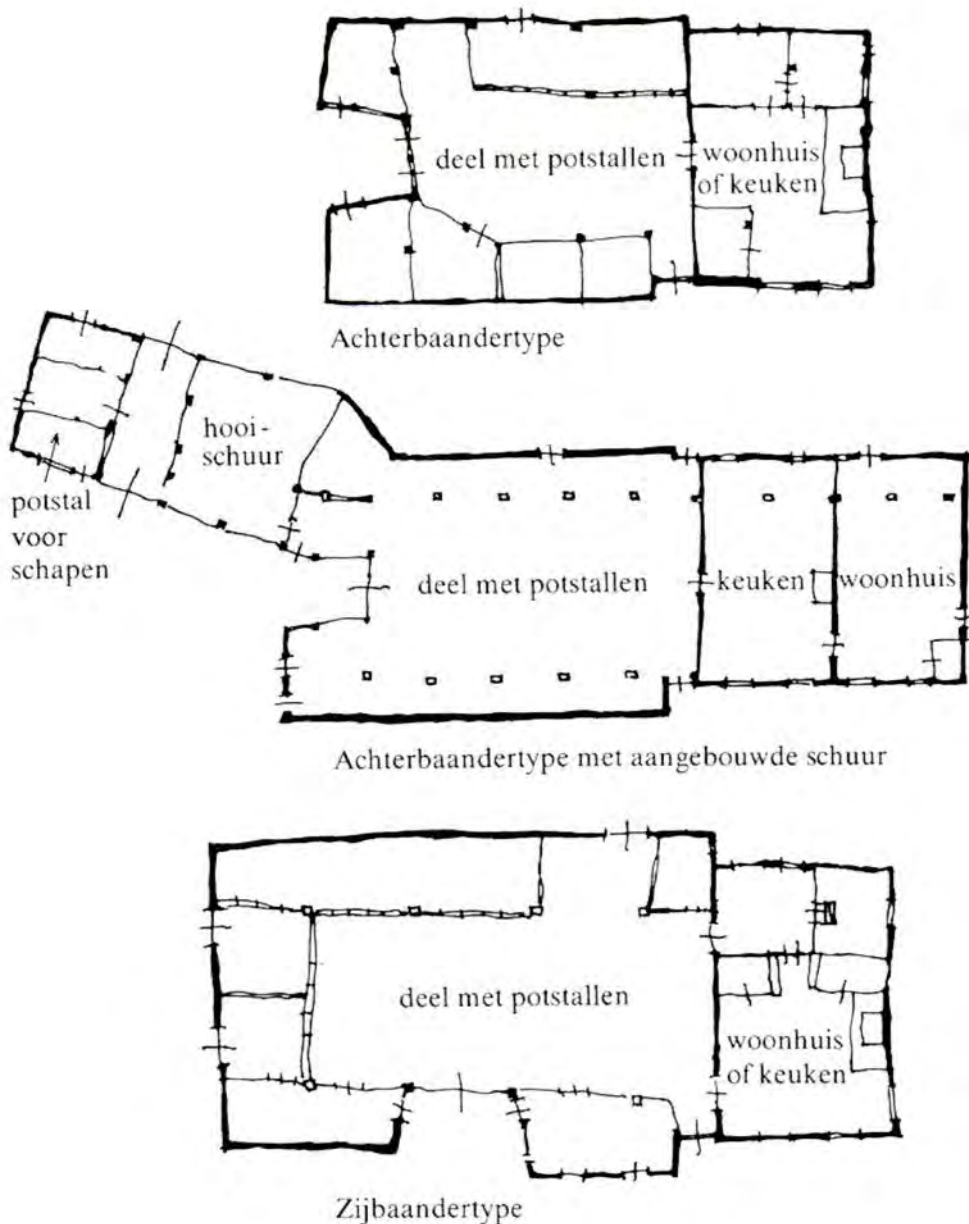 deel met potstallen
woonhuis
of keuken
Achterbaandertype
hooi-
schuur
potstal
voor
schapen
deel met potstallen
keuken
woonhuis
Achterbaandertype met aangebouwde schuur
deel met potstallen
woonhuis
of keuken
Zijbaandertype